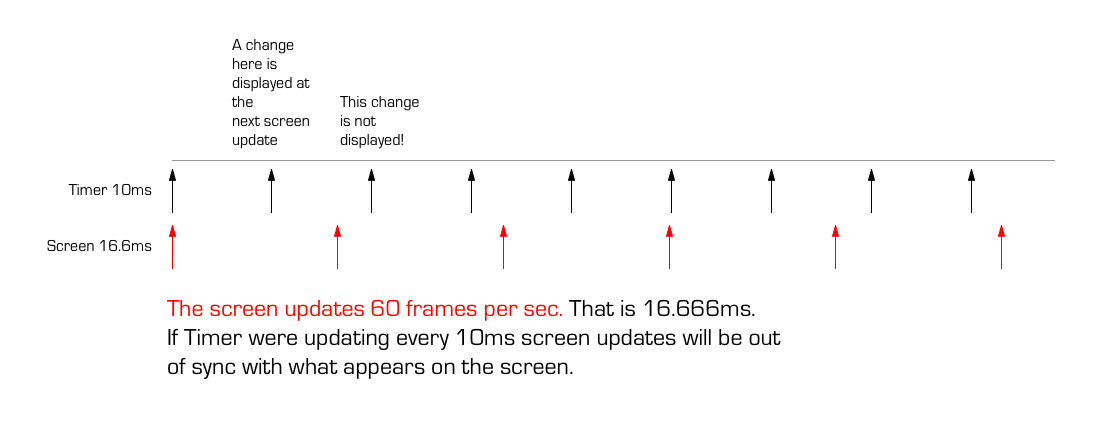 A change
here is
displayed at
the
next screen
update
This change
is not
displayed!
Timer 10ms
Screen 16.6ms
The screen updates 60 frames per sec. That is 16.666ms.
If Timer were updating every 10ms screen updates will be out
of sync with what appears on the screen.